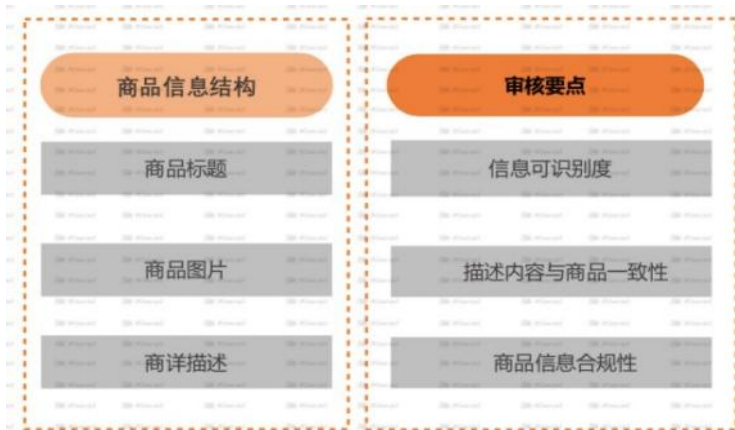 商品信息结构
商品标题
商品图片
商详描述
审核要点
信息可识别度
描述内容与商品一致性
商品信息合规性